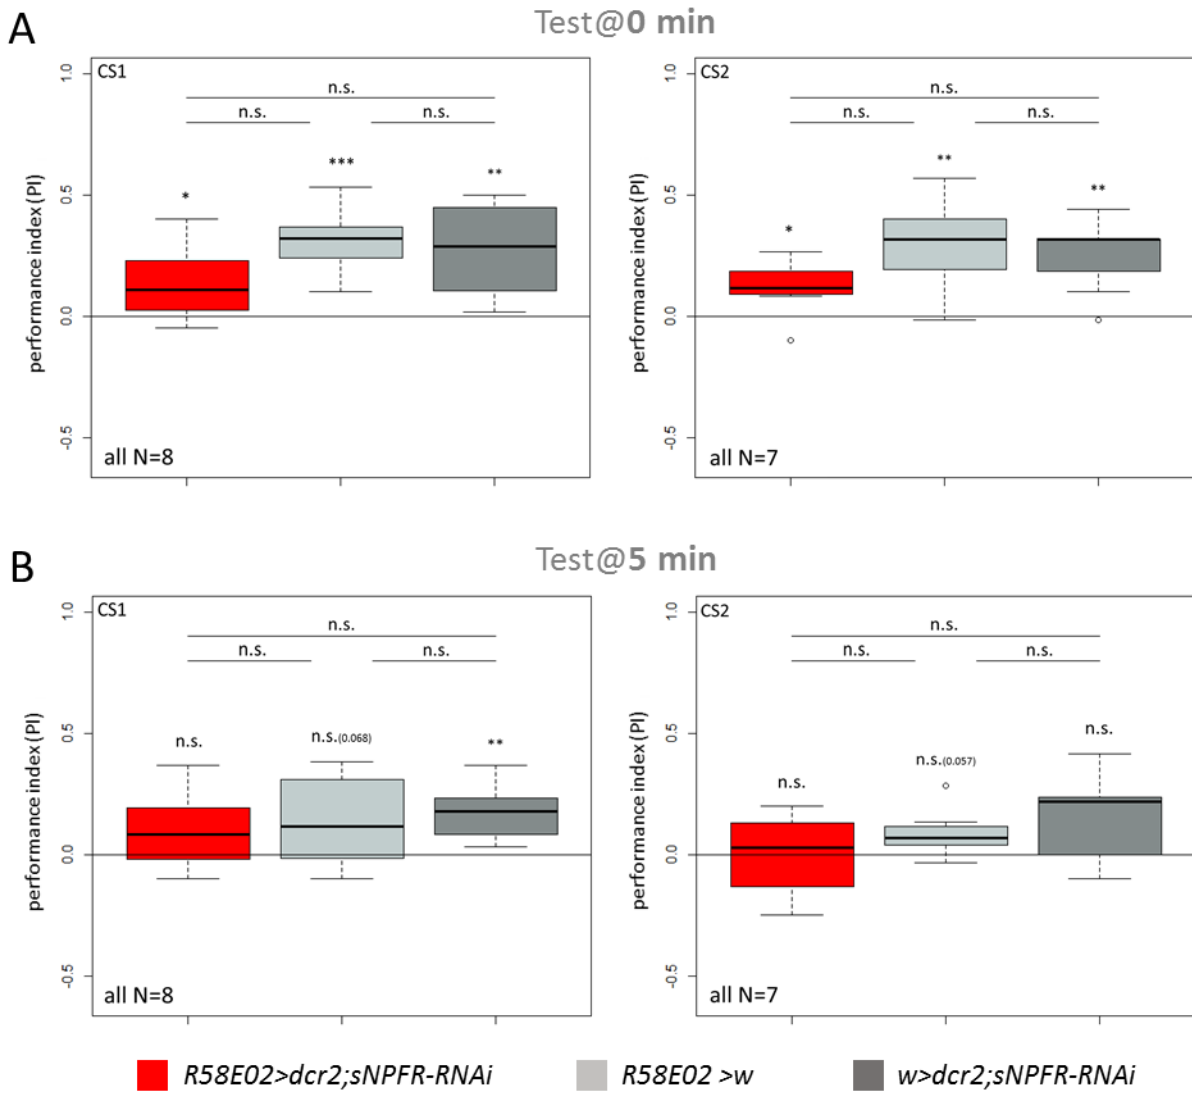 A
Test@0 min
CS1
n.s.
n.s.
n.s.
*
***
**
1.0
0.5
0.0
-0.5
performance index (PI)
all N=8
CS2
n.s.
n.s.
n.s.
*
**
**
1.0
0.5
0.0
-0.5
performance index (PI)
all N=7
B
Test@5 min
CS1
n.s.
n.s.
n.s.
n.s.
n.s.(0.068)
**
1.0
0.5
0.0
-0.5
performance index (PI)
all N=8
CS2
n.s.
n.s.
n.s.
n.s.
n.s.(0.057)
n.s.
1.0
0.5
0.0
-0.5
performance index (PI)
all N=7
R58E02>dcr2;sNPFR-RNAi
R58E02 >w
w>dcr2;sNPFR-RNAi